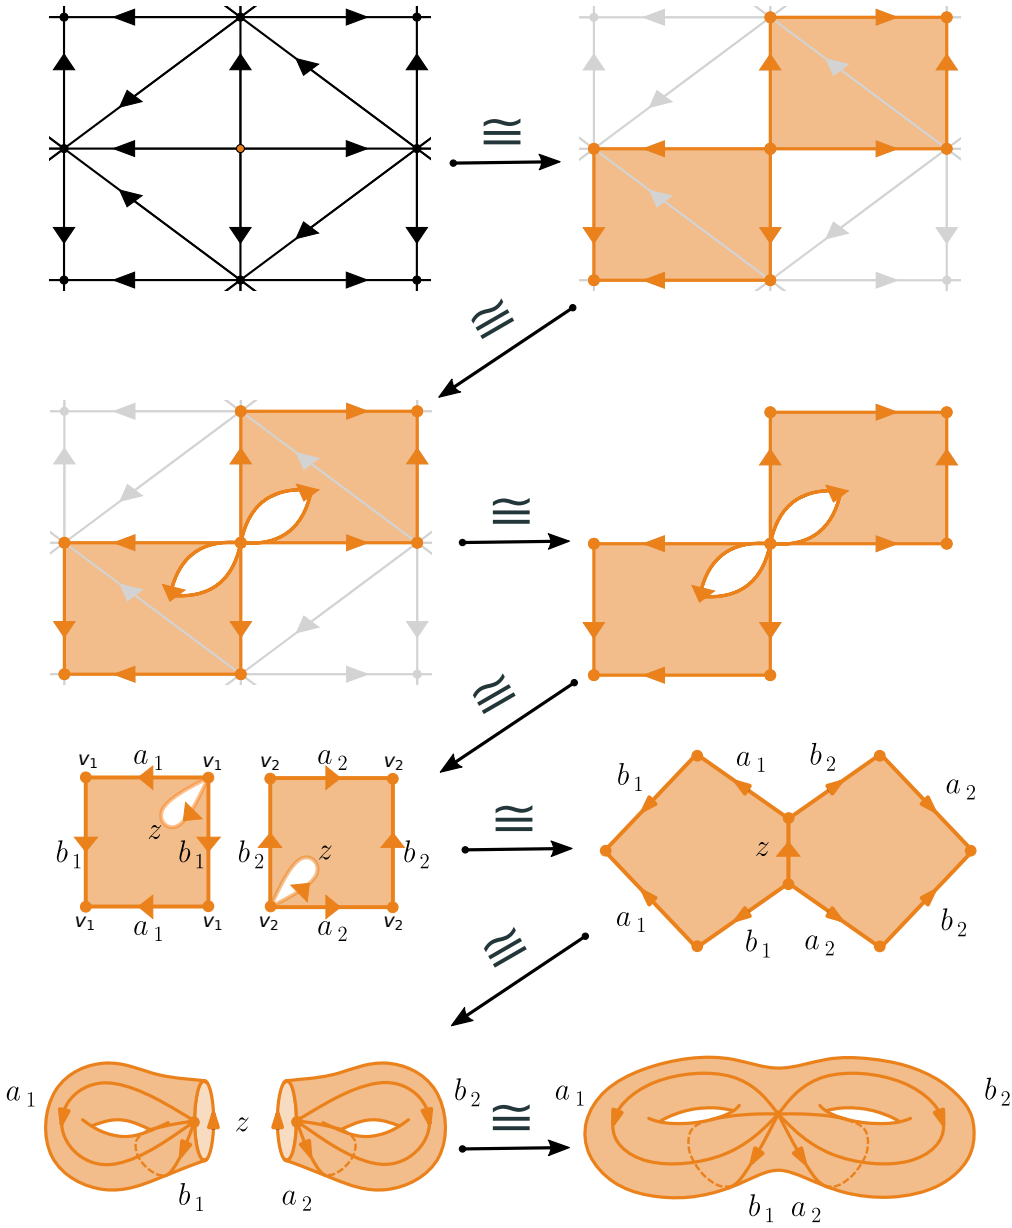 ≅
≅
≅
≅
v₁ a₁ v₁ v₂ a₂ v₂
z
b₁ b₁ b₂ z b₂
v₁ a₁ v₁ v₂ a₂ v₂
≅
b₁ a₁ b₂ a₂
z
a₁ b₁ a₂ b₂
≅
a₁ z b₂
b₁ a₂
≅
a₁ b₂
b₁ a₂